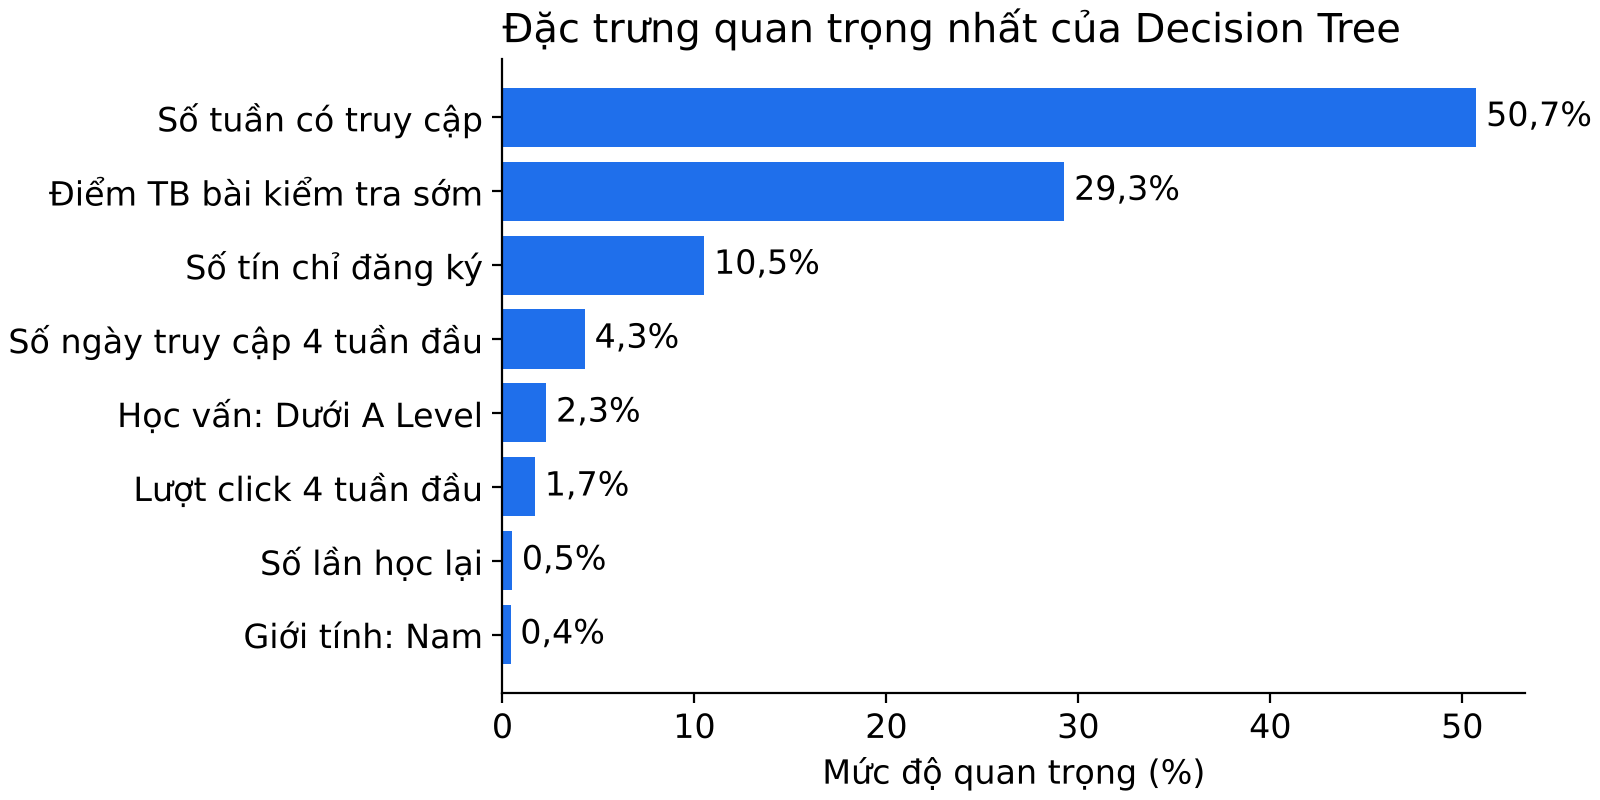 Đặc trưng quan trọng nhất của Decision Tree
Số tuần có truy cập 50,7%
Điểm TB bài kiểm tra sớm 29,3%
Số tín chỉ đăng ký 10,5%
Số ngày truy cập 4 tuần đầu 4,3%
Học vấn: Dưới A Level 2,3%
Lượt click 4 tuần đầu 1,7%
Số lần học lại 0,5%
Giới tính: Nam 0,4%
0 10 20 30 40 50
Mức độ quan trọng (%)